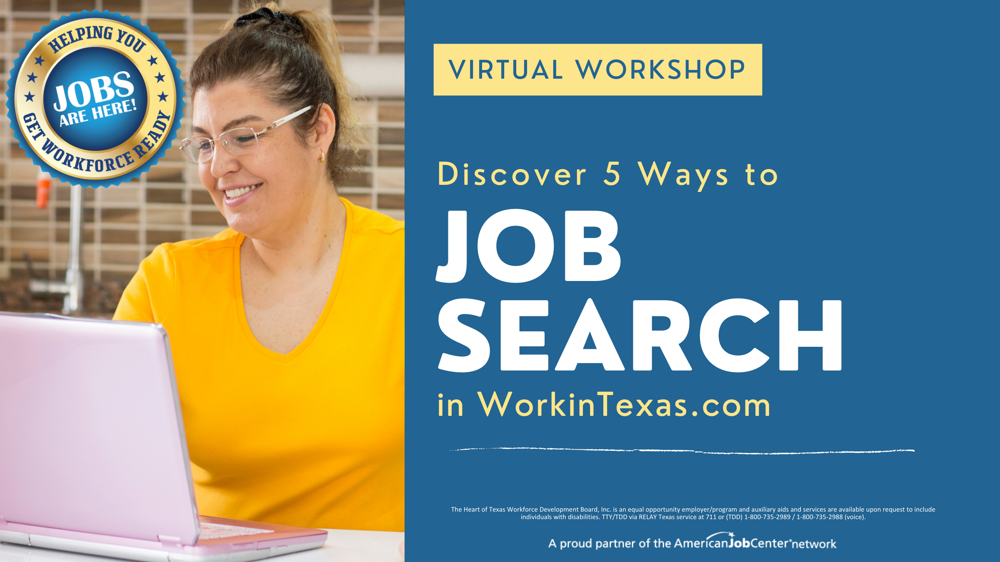 HELPING YOU
JOBS
ARE HERE!
GET WORKFORCE READY
VIRTUAL WORKSHOP
Discover 5 Ways to
JOB
SEARCH
in WorkinTexas.com
The Heart of Texas Workforce Development Board, Inc. is an equal opportunity employer/program and auxiliary aids and services are available upon request to include
individuals with disabilities. TTY/TDD via RELAY Texas service at 711 or (TDD) 1-800-735-2989 / 1-800-735-2988 (voice).
A proud partner of the AmericanJobCenter®network